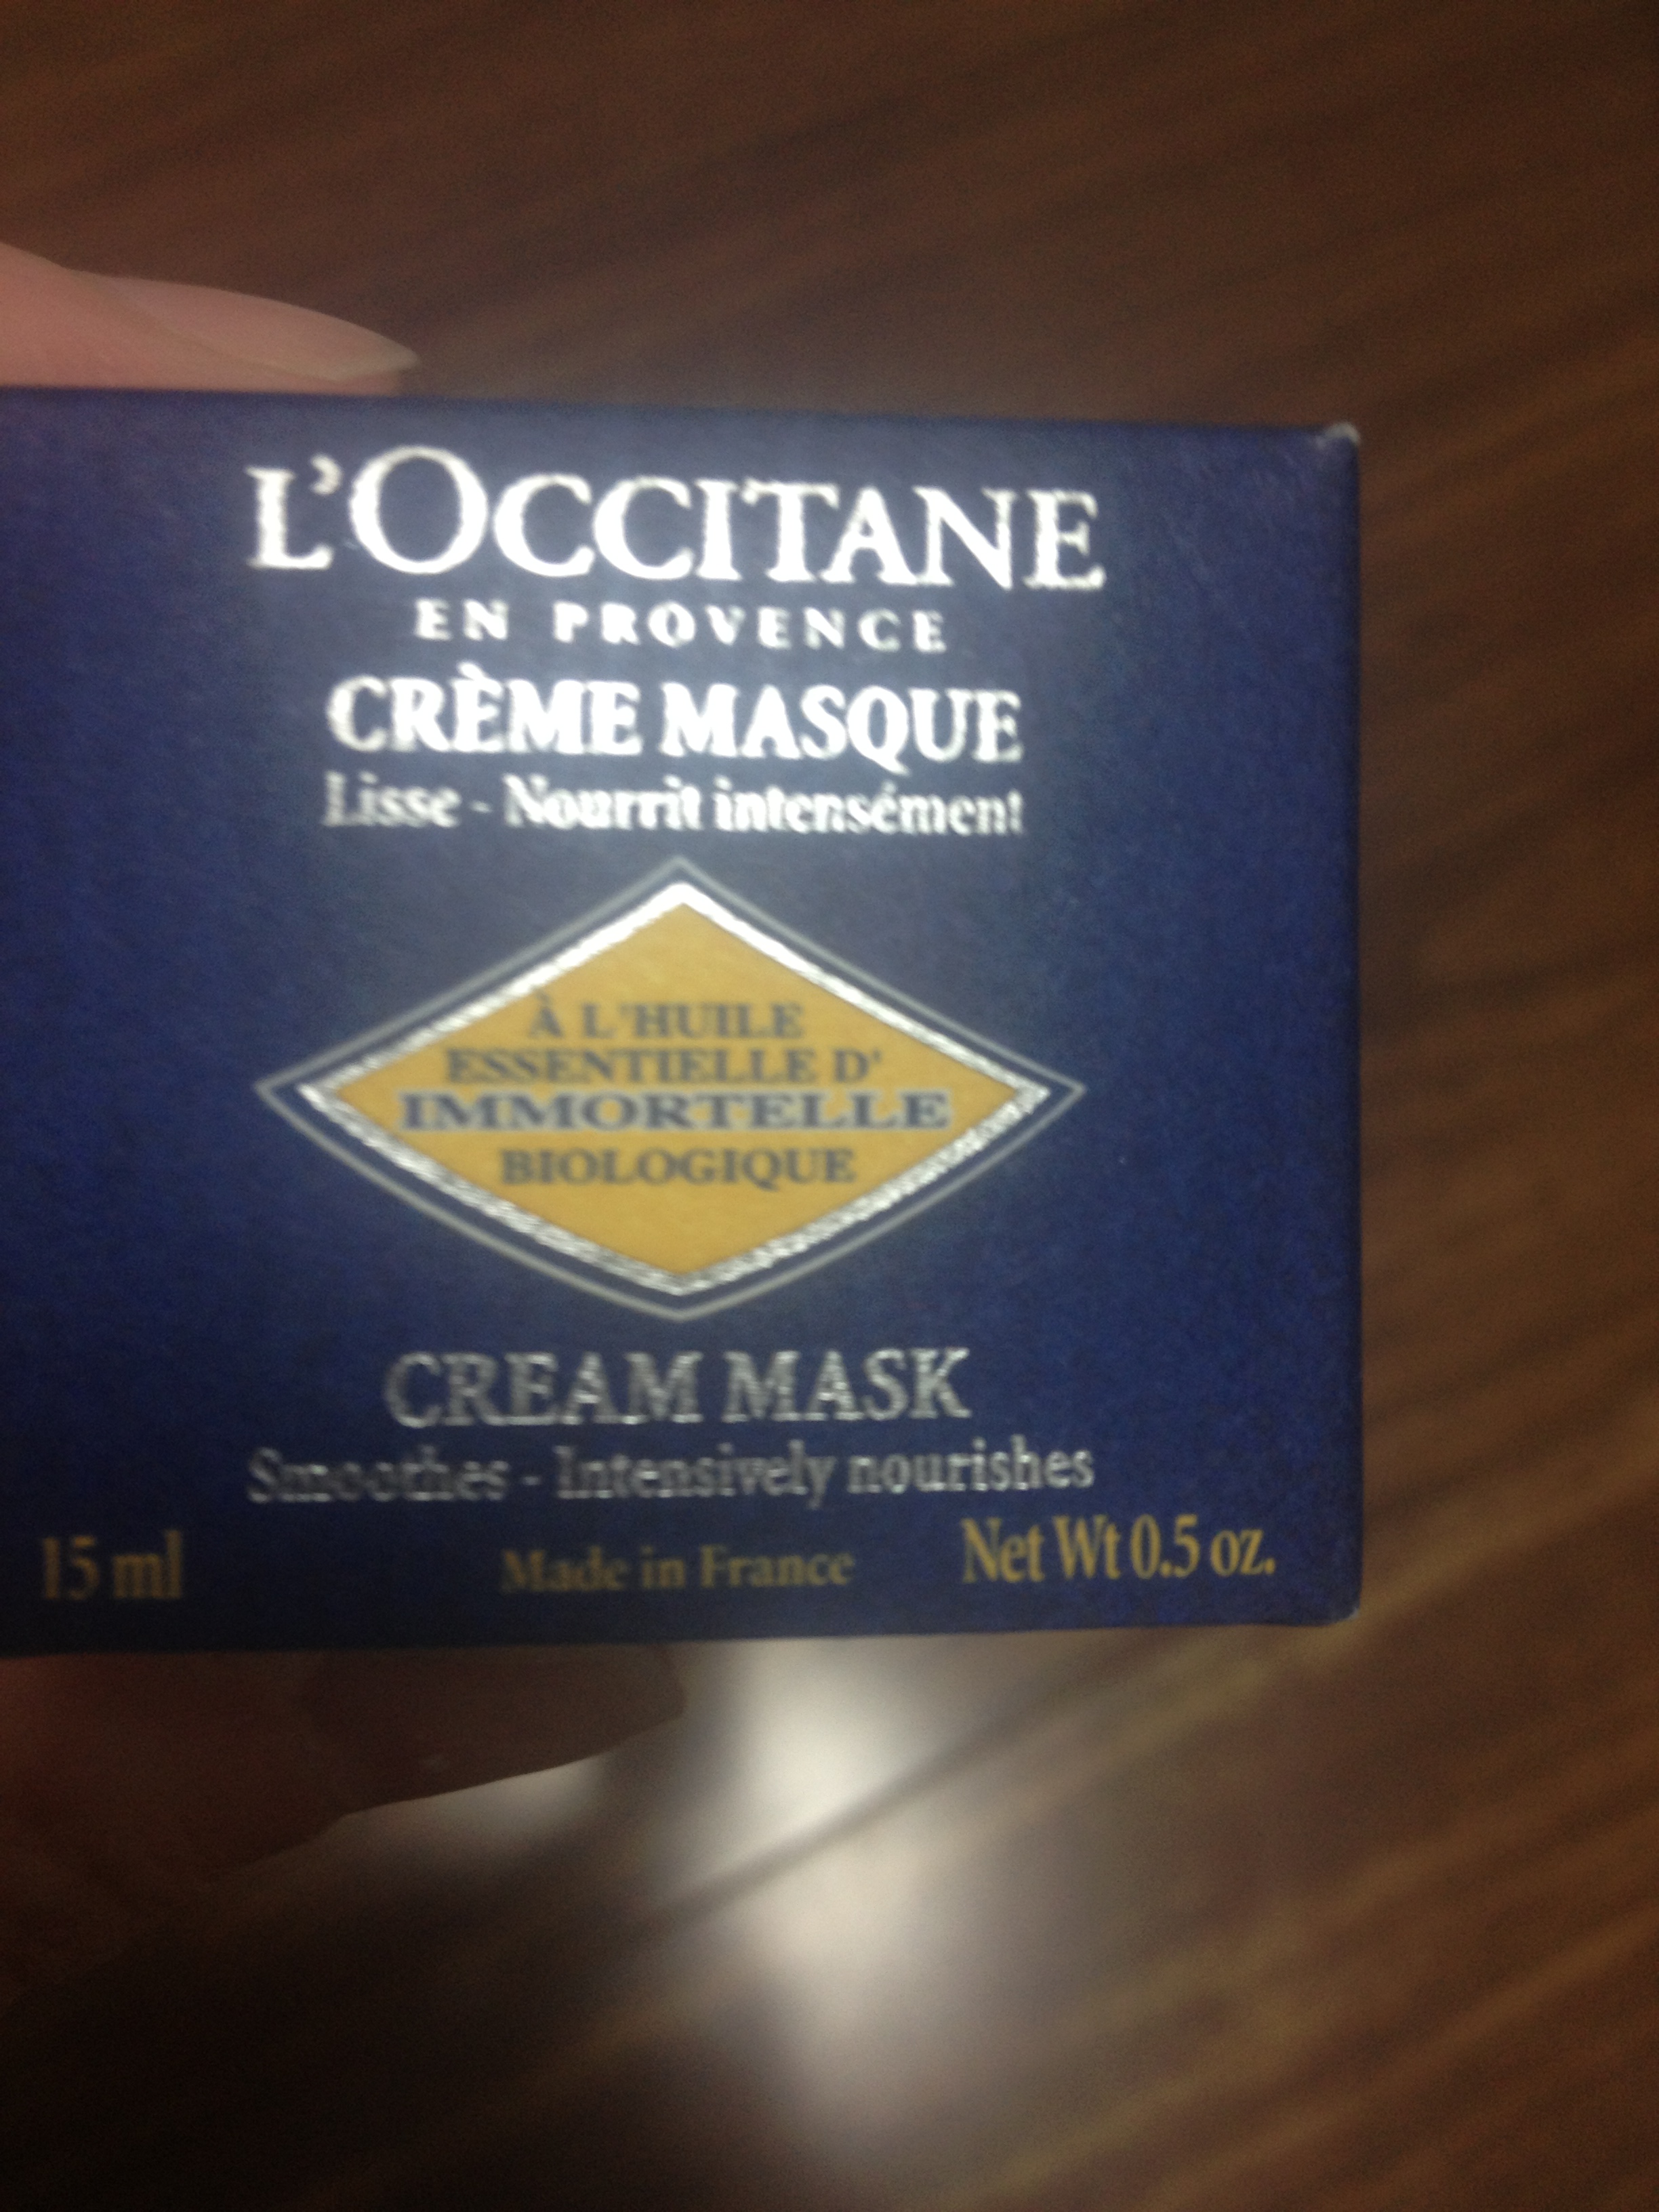 L'OCCITANE
EN PROVENCE
CRÈME MASQUE
Lisse - Nourrit intensément
À L'HUILE
ESSENTIELLE D'
IMMORTELLE
BIOLOGIQUE
CREAM MASK
Smoothes - Intensively nourishes
15 ml Made in France Net Wt 0.5 oz.